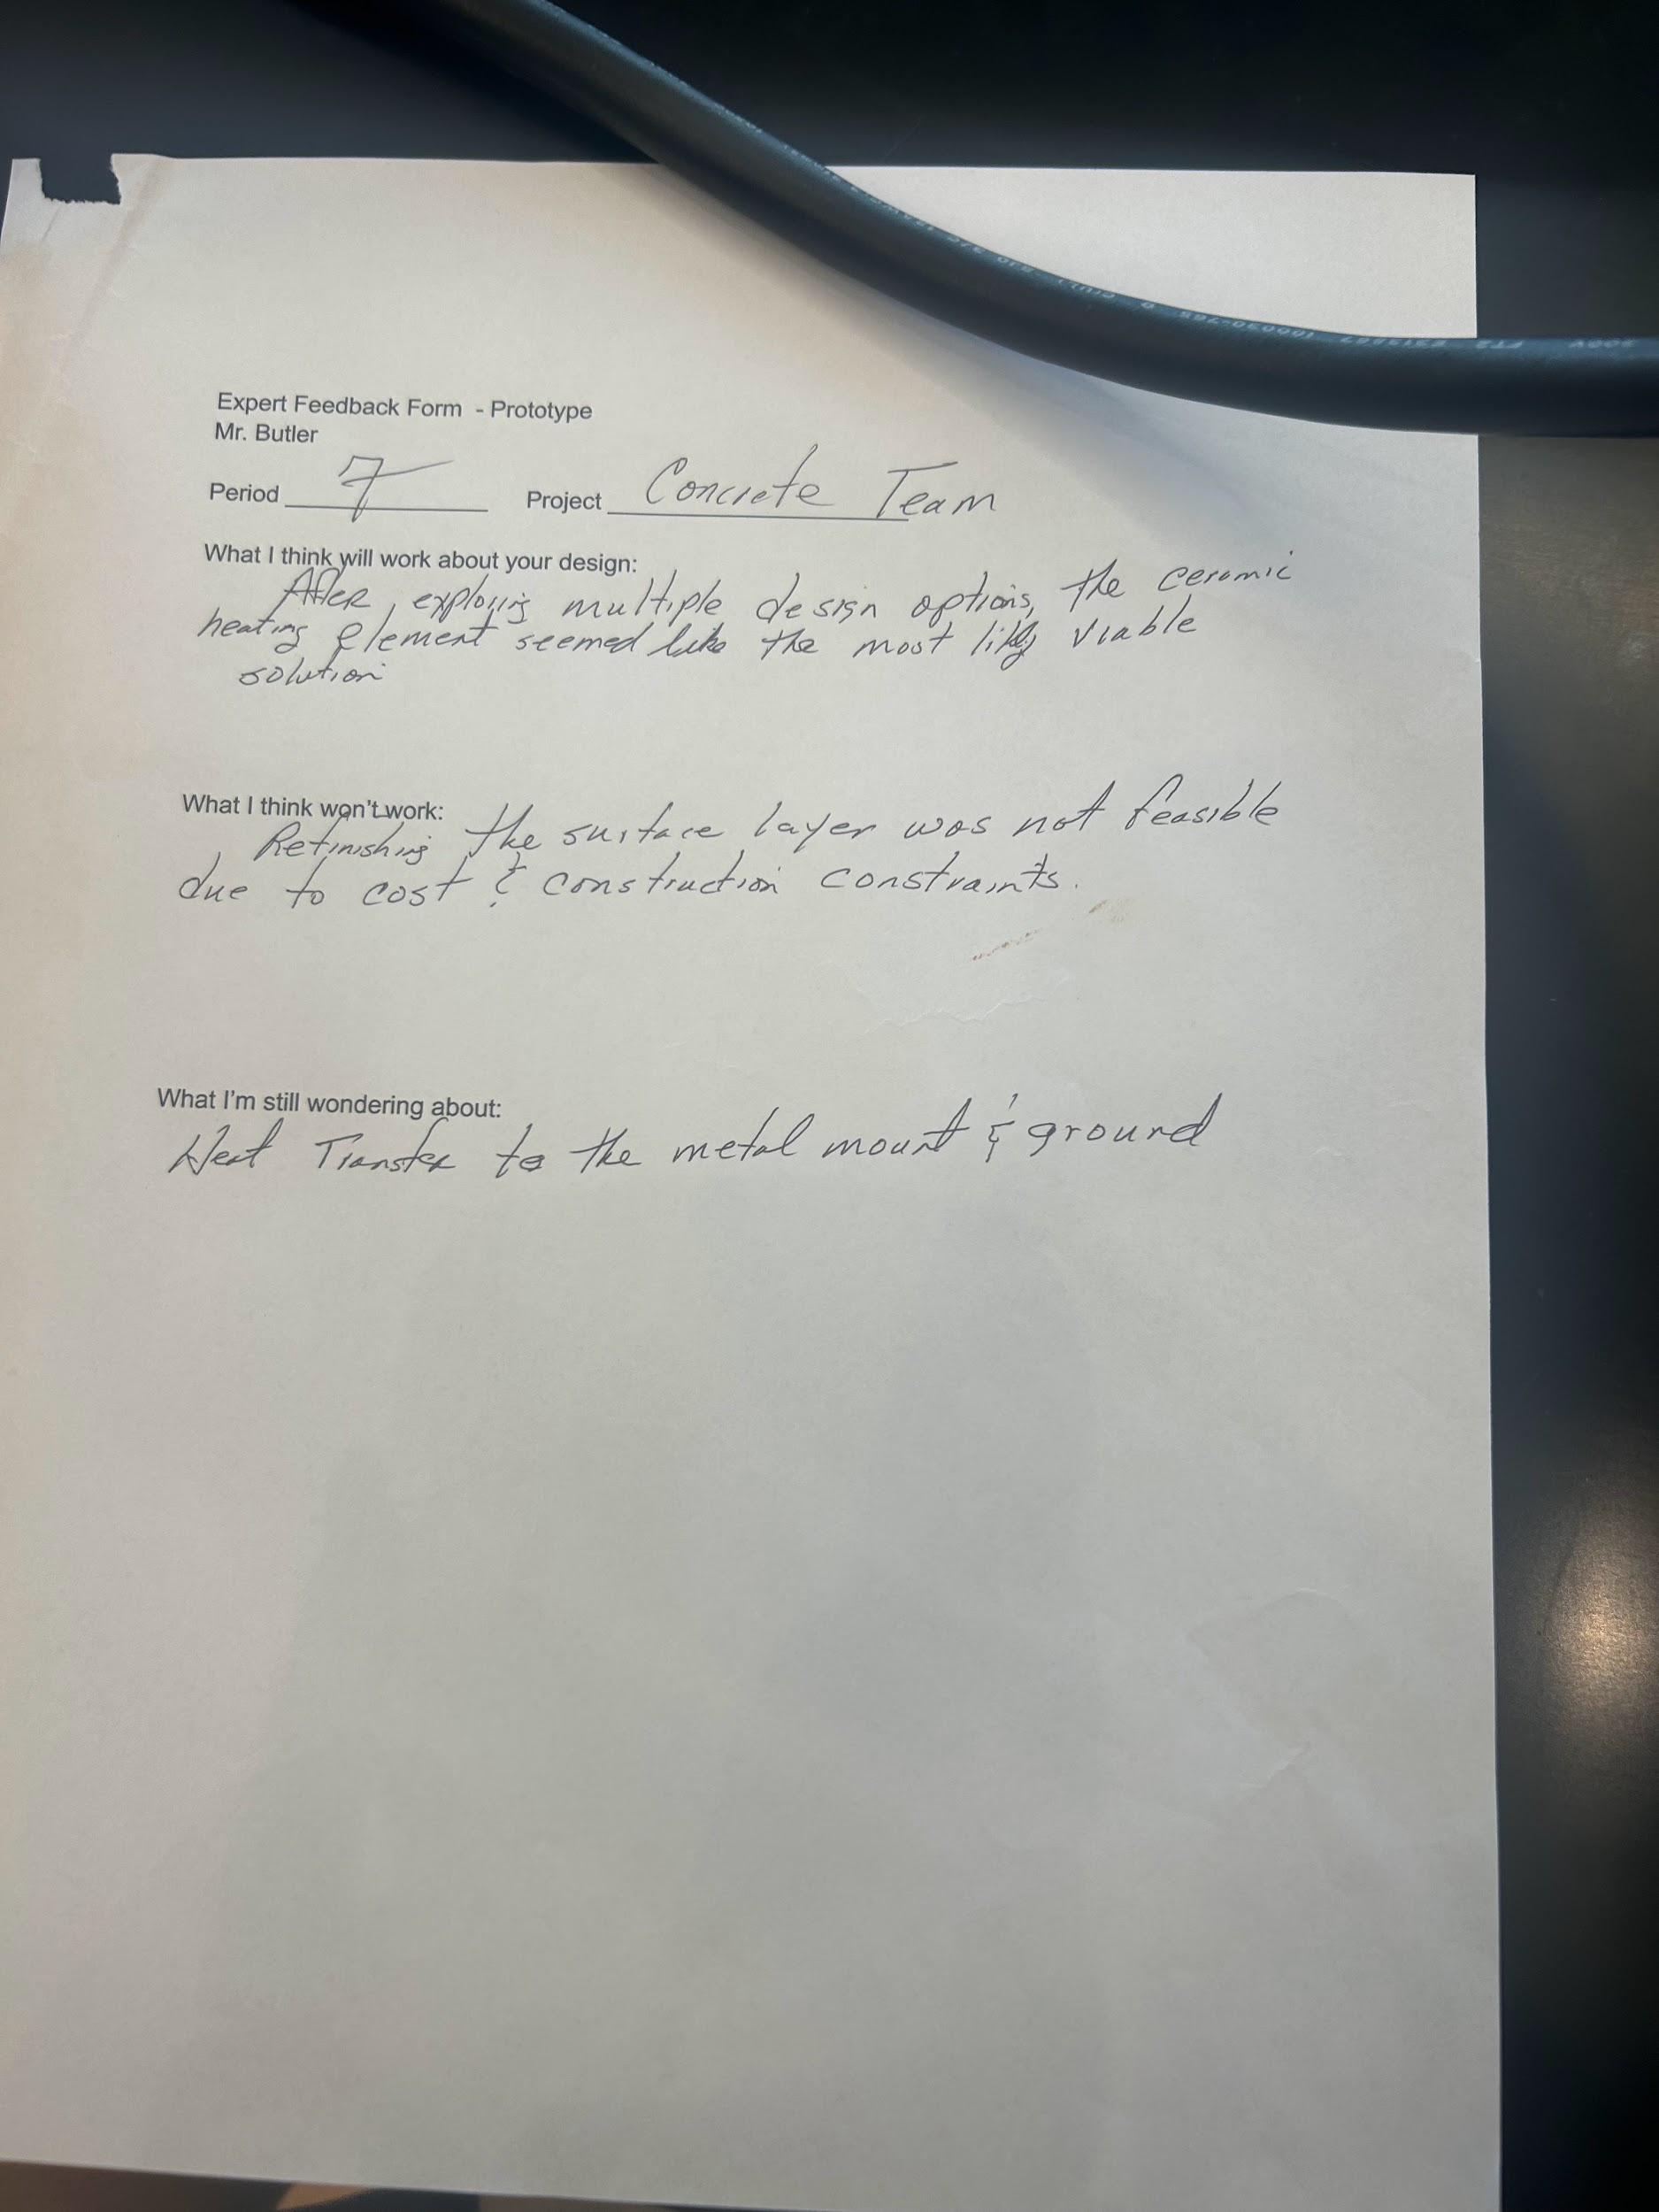 Expert Feedback Form - Prototype
Mr. Butler
Period 7 Project Concrete Team
What I think will work about your design:
After exploring multiple design options, the ceramic
heating element seemed like the most likely viable
solution
What I think won't work:
Refinishing the surface layer was not feasible
due to cost & construction constraints.
What I'm still wondering about:
Heat Transfer to the metal mount & ground